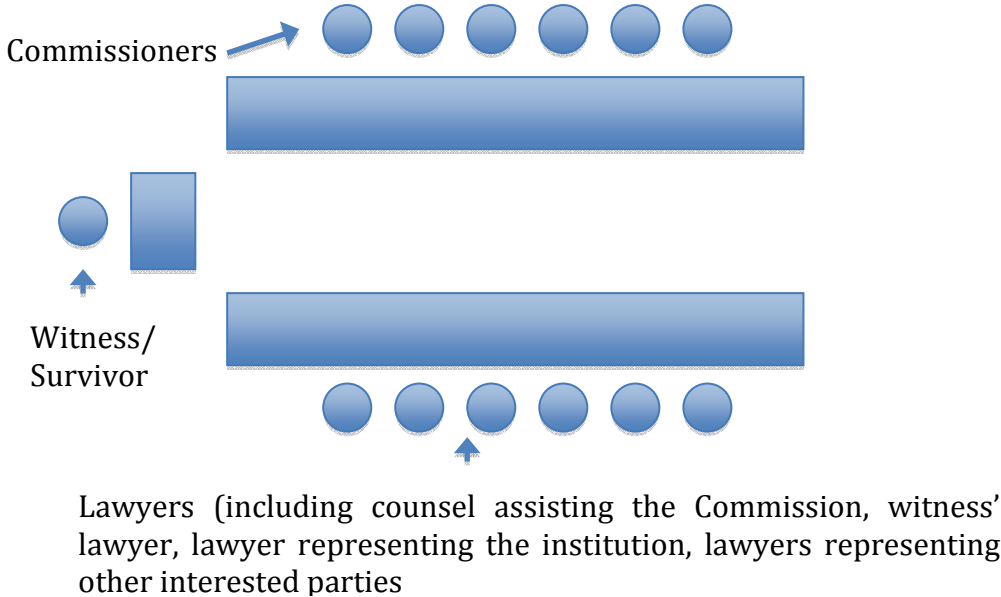 Commissioners
Witness/
Survivor
Lawyers (including counsel assisting the Commission, witness’
lawyer, lawyer representing the institution, lawyers representing
other interested parties